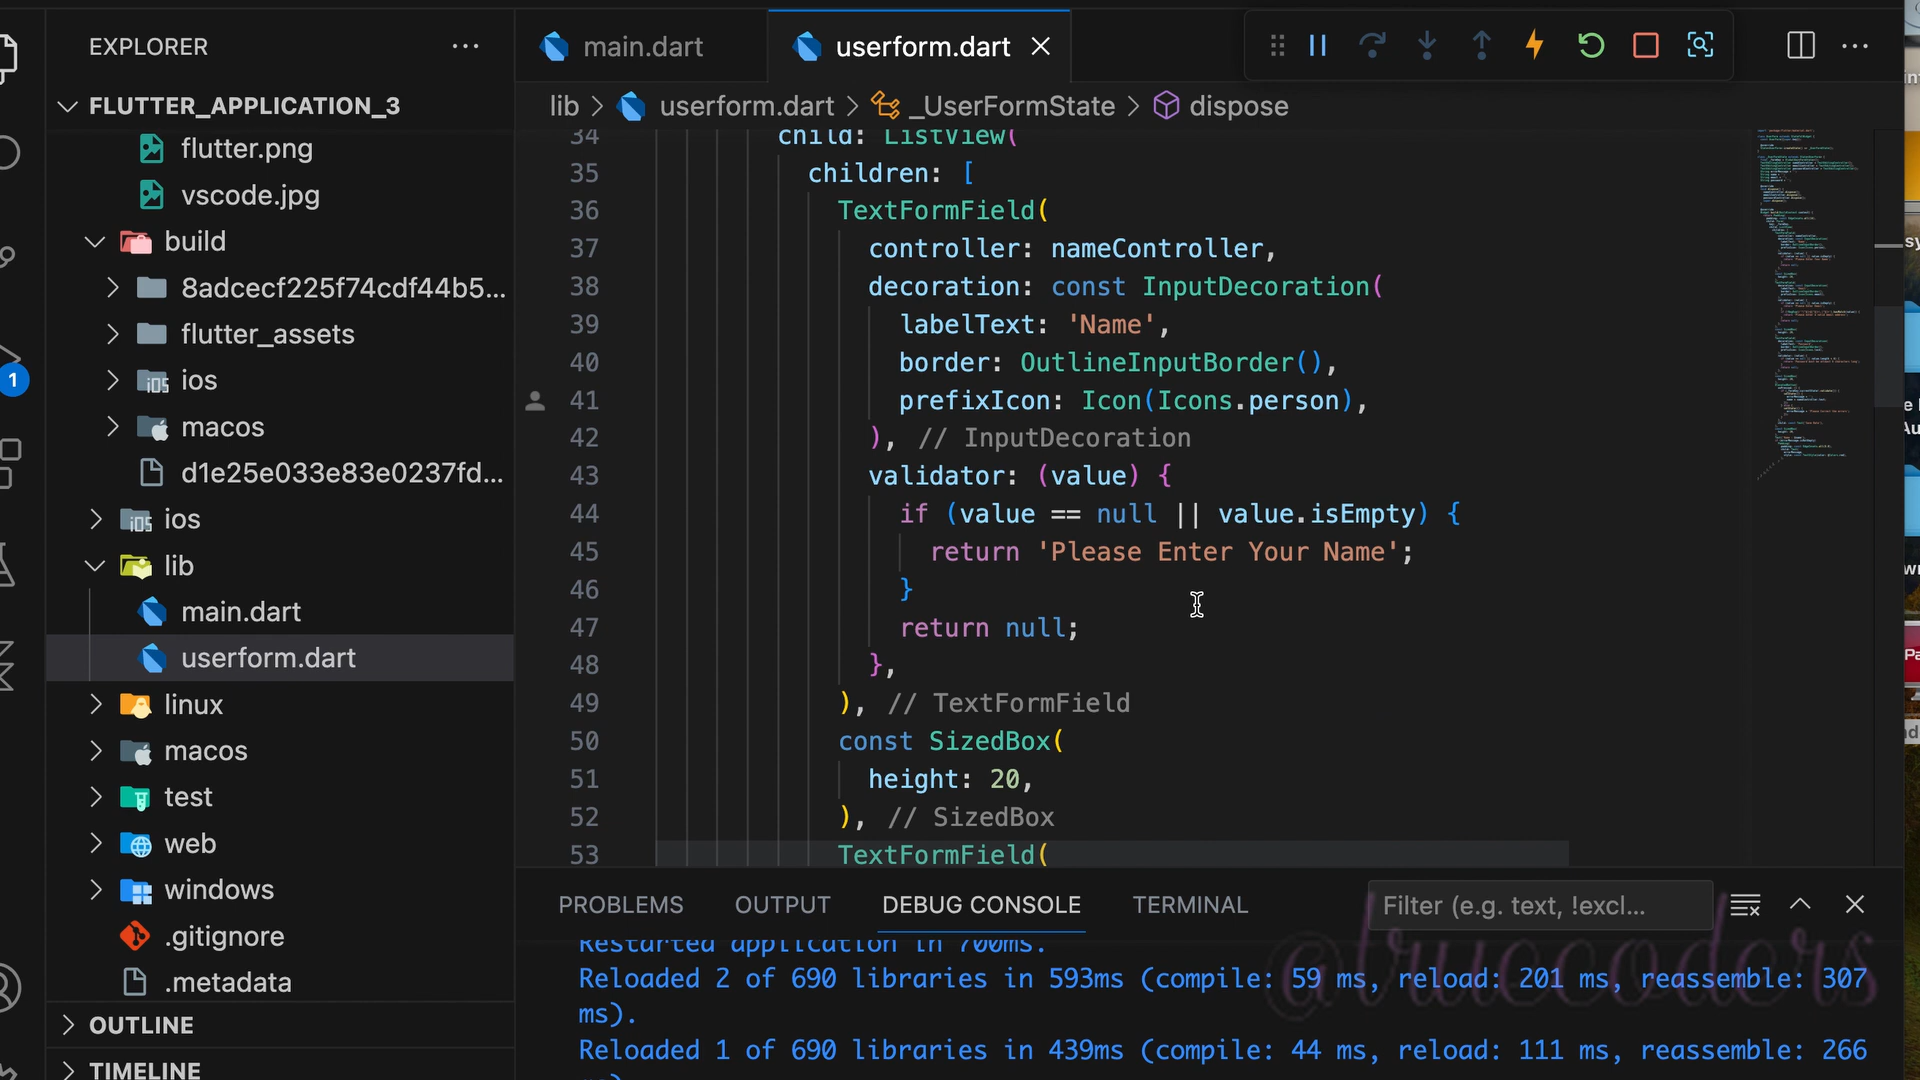 EXPLORER
main.dart
userform.dart
FLUTTER_APPLICATION_3
lib > userform.dart > _UserFormState > dispose
flutter.png
vscode.jpg
build
8adcecf225f74cdf44b5...
flutter_assets
ios
macos
d1e25e033e83e0237fd...
ios
lib
main.dart
userform.dart
linux
macos
test
web
windows
.gitignore
.metadata
OUTLINE
TIMELINE
1
34 child: ListView(
35 children: [
36 TextFormField(
37 controller: nameController,
38 decoration: const InputDecoration(
39 labelText: 'Name',
40 border: OutlineInputBorder(),
41 prefixIcon: Icon(Icons.person),
42 ), // InputDecoration
43 validator: (value) {
44 if (value == null || value.isEmpty) {
45 return 'Please Enter Your Name';
46 }
47 return null;
48 },
49 ), // TextFormField
50 const SizedBox(
51 height: 20,
52 ), // SizedBox
53 TextFormField(
PROBLEMS
OUTPUT
DEBUG CONSOLE
TERMINAL
Filter (e.g. text, !excl...
Restarted application in 700ms.
Reloaded 2 of 690 libraries in 593ms (compile: 59 ms, reload: 201 ms, reassemble: 307
ms).
Reloaded 1 of 690 libraries in 439ms (compile: 44 ms, reload: 111 ms, reassemble: 266
@truecoders